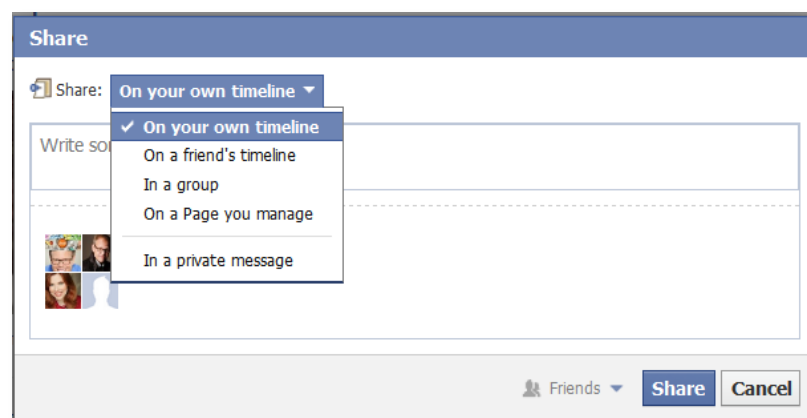 Share
Share: On your own timeline
On your own timeline
Write
On a friend's timeline
In a group
On a Page you manage
In a private message
Friends Share Cancel